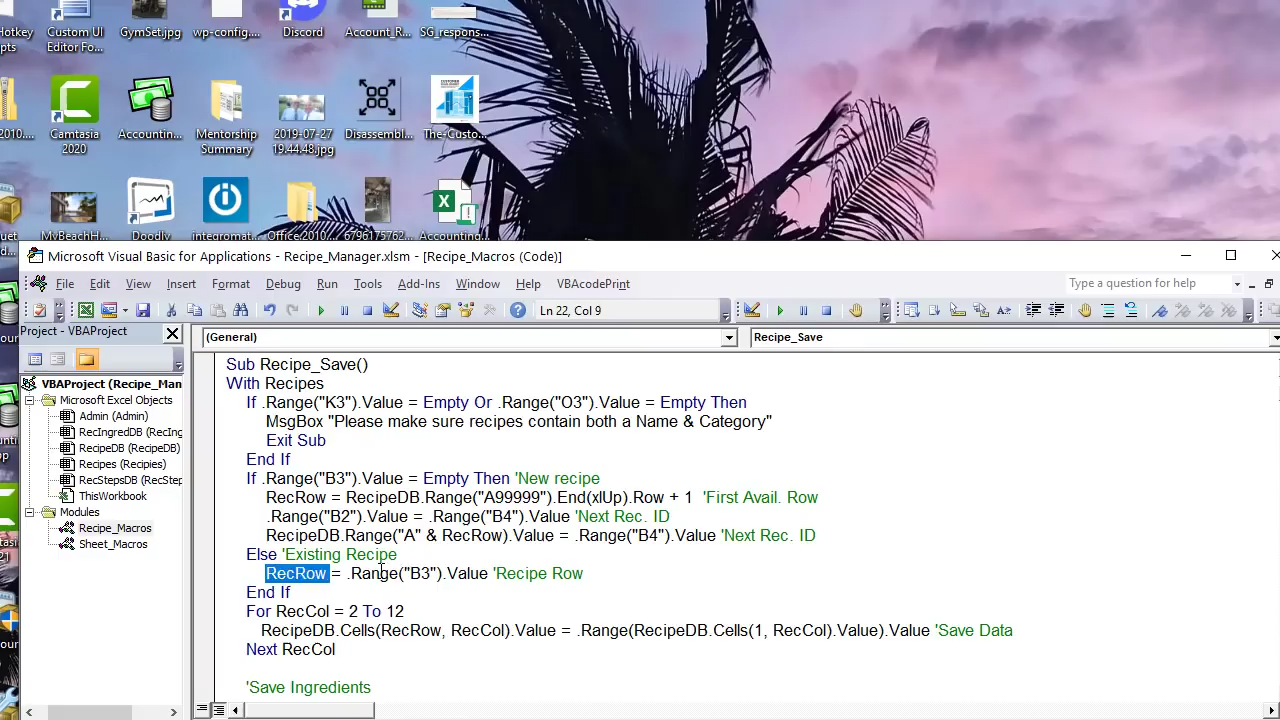 Hotkey
Custom UI
GymSet.jpg
wp-config....
Discord
Account_R...
SG_respons...
pts
Editor Fo...
2010....
Camtasia
Accountin...
Mentorship
2019-07-27
Disassembl...
The-Custo...
2020
Summary
19.44.48.jpg
MyBeachH...
Doodly
integromat...
Office 2010...
6796175762...
Accounting...
Microsoft Visual Basic for Applications - Recipe_Manager.xlsm - [Recipe_Macros (Code)]
File Edit View Insert Format Debug Run Tools Add-Ins Window Help VBAcodePrint
Type a question for help
Ln 22, Col 9
Project - VBAProject
(General)
Recipe_Save
VBAProject (Recipe_Man
Microsoft Excel Objects
Admin (Admin)
RecIngredDB (RecIng
RecipeDB (RecipeDB)
Recipes (Recipies)
RecStepsDB (RecStep
ThisWorkbook
Modules
Recipe_Macros
Sheet_Macros
Sub Recipe_Save()
With Recipes
If .Range("K3").Value = Empty Or .Range("O3").Value = Empty Then
MsgBox "Please make sure recipes contain both a Name & Category"
Exit Sub
End If
If .Range("B3").Value = Empty Then 'New recipe
RecRow = RecipeDB.Range("A99999").End(xlUp).Row + 1 'First Avail. Row
.Range("B2").Value = .Range("B4").Value 'Next Rec. ID
RecipeDB.Range("A" & RecRow).Value = .Range("B4").Value 'Next Rec. ID
Else 'Existing Recipe
RecRow = .Range("B3").Value 'Recipe Row
End If
For RecCol = 2 To 12
RecipeDB.Cells(RecRow, RecCol).Value = .Range(RecipeDB.Cells(1, RecCol).Value).Value 'Save Data
Next RecCol
'Save Ingredients